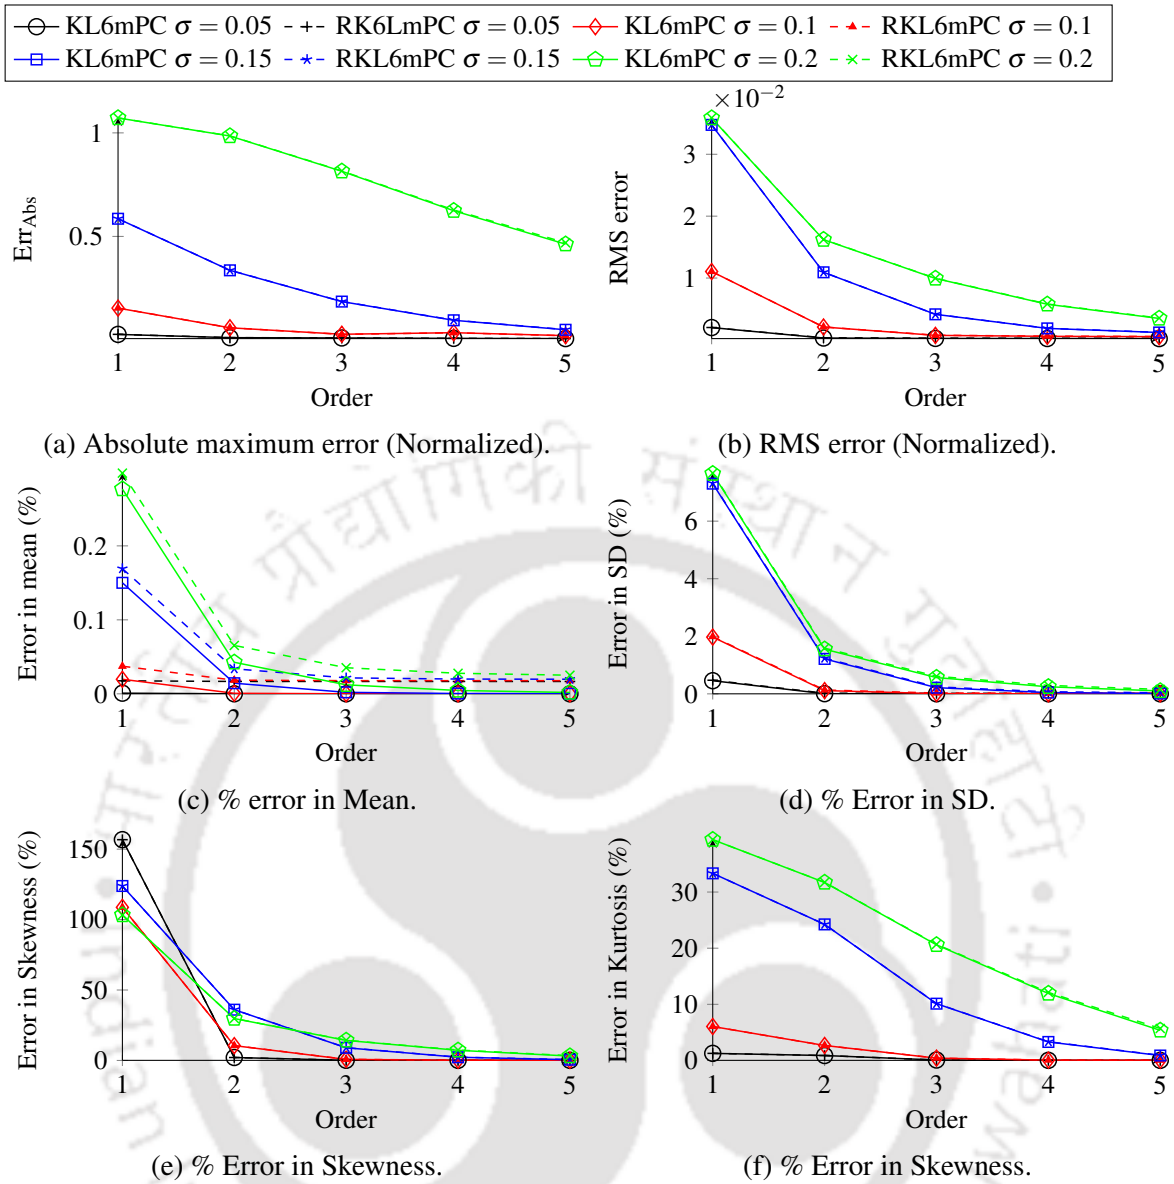 KL6mPC σ = 0.05 RK6LmPC σ = 0.05 KL6mPC σ = 0.1 RKL6mPC σ = 0.1
KL6mPC σ = 0.15 RKL6mPC σ = 0.15 KL6mPC σ = 0.2 RKL6mPC σ = 0.2
1
0.5
Err_Abs
1 2 3 4 5
Order
(a) Absolute maximum error (Normalized).
×10⁻²
3
2
1
RMS error
1 2 3 4 5
Order
(b) RMS error (Normalized).
0.2
0.1
0
Error in mean (%)
1 2 3 4 5
Order
(c) % error in Mean.
6
4
2
0
Error in SD (%)
1 2 3 4 5
Order
(d) % Error in SD.
150
100
50
0
Error in Skewness (%)
1 2 3 4 5
Order
(e) % Error in Skewness.
30
20
10
0
Error in Kurtosis (%)
1 2 3 4 5
Order
(f) % Error in Skewness.